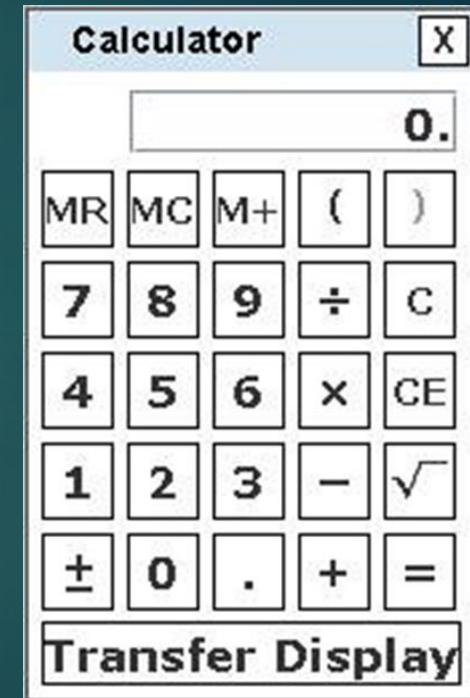 Calculator X
0.
MR MC M+ ( )
7 8 9 ÷ C
4 5 6 × CE
1 2 3 − √
± 0 . + =
Transfer Display